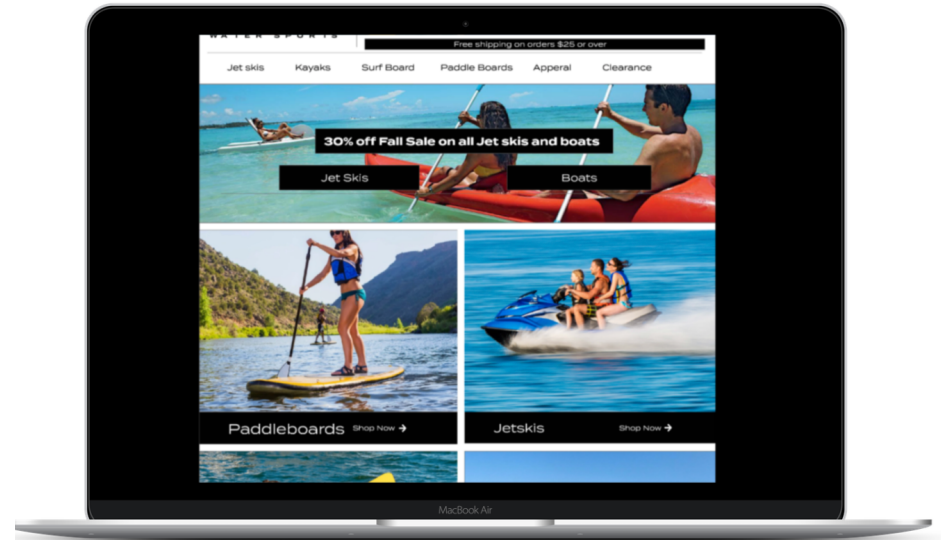 WATER SPORTS
Free shipping on orders $25 or over
Jet skis Kayaks Surf Board Paddle Boards Apperal Clearance
30% off Fall Sale on all Jet skis and boats
Jet Skis Boats
Paddleboards Shop Now →
Jetskis Shop Now →
MacBook Air